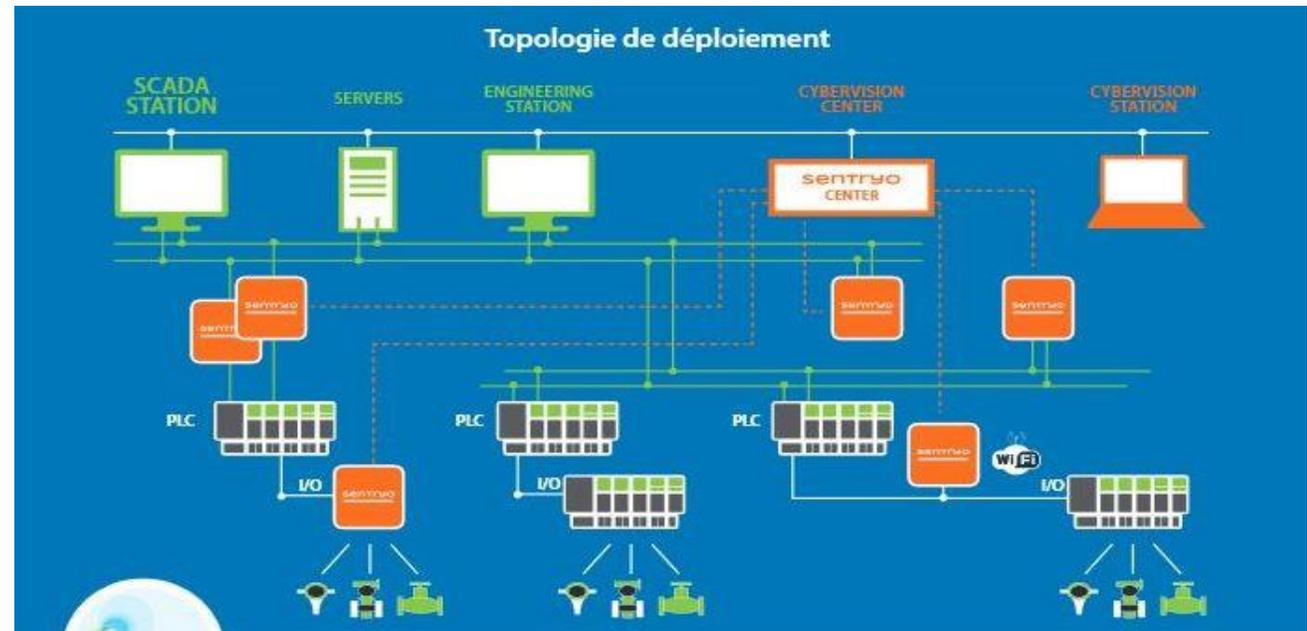 Topologie de déploiement
SCADA
STATION
SERVERS
ENGINEERING
STATION
CYBERVISION
CENTER
CYBERVISION
STATION
sentryo
CENTER
sentryo
sentryo
sentryo
sentryo
PLC
PLC
PLC
sentryo
WiFi
I/O
sentryo
I/O
I/O